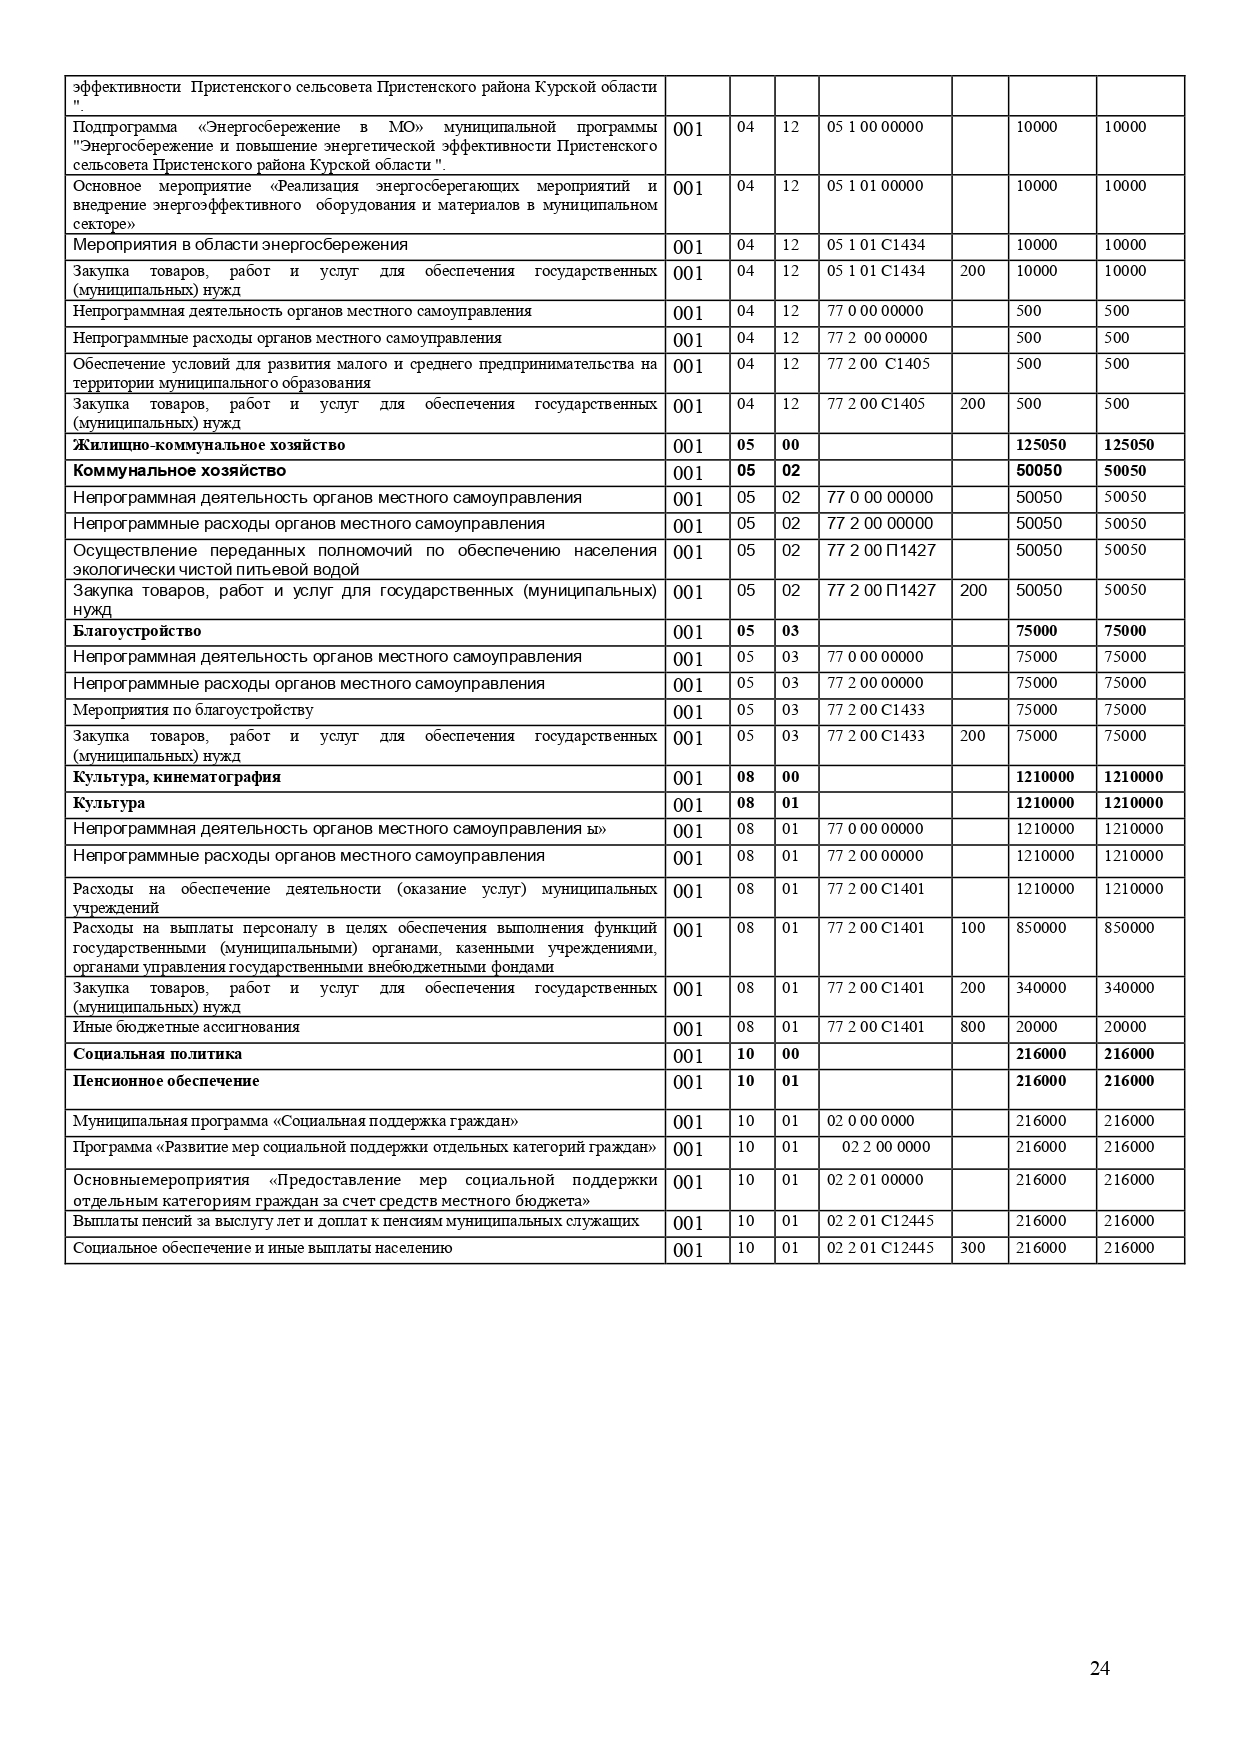 эффективности Пристенского сельсовета Пристенского района Курской области
".
Подпрограмма «Энергосбережение в МО» муниципальной программы 001 04 12 05 1 00 00000 10000 10000
"Энергосбережение и повышение энергетической эффективности Пристенского
сельсовета Пристенского района Курской области ".
Основное мероприятие «Реализация энергосберегающих мероприятий и 001 04 12 05 1 01 00000 10000 10000
внедрение энергоэффективного оборудования и материалов в муниципальном
секторе»
Мероприятия в области энергосбережения 001 04 12 05 1 01 С1434 10000 10000
Закупка товаров, работ и услуг для обеспечения государственных 001 04 12 05 1 01 С1434 200 10000 10000
(муниципальных) нужд
Непрограммная деятельность органов местного самоуправления 001 04 12 77 0 00 00000 500 500
Непрограммные расходы органов местного самоуправления 001 04 12 77 2 00 00000 500 500
Обеспечение условий для развития малого и среднего предпринимательства на 001 04 12 77 2 00 С1405 500 500
территории муниципального образования
Закупка товаров, работ и услуг для обеспечения государственных 001 04 12 77 2 00 С1405 200 500 500
(муниципальных) нужд
Жилищно-коммунальное хозяйство 001 05 00 125050 125050
Коммунальное хозяйство 001 05 02 50050 50050
Непрограммная деятельность органов местного самоуправления 001 05 02 77 0 00 00000 50050 50050
Непрограммные расходы органов местного самоуправления 001 05 02 77 2 00 00000 50050 50050
Осуществление переданных полномочий по обеспечению населения 001 05 02 77 2 00 П1427 50050 50050
экологически чистой питьевой водой
Закупка товаров, работ и услуг для государственных (муниципальных) 001 05 02 77 2 00 П1427 200 50050 50050
нужд
Благоустройство 001 05 03 75000 75000
Непрограммная деятельность органов местного самоуправления 001 05 03 77 0 00 00000 75000 75000
Непрограммные расходы органов местного самоуправления 001 05 03 77 2 00 00000 75000 75000
Мероприятия по благоустройству 001 05 03 77 2 00 С1433 75000 75000
Закупка товаров, работ и услуг для обеспечения государственных 001 05 03 77 2 00 С1433 200 75000 75000
(муниципальных) нужд
Культура, кинематография 001 08 00 1210000 1210000
Культура 001 08 01 1210000 1210000
Непрограммная деятельность органов местного самоуправления ы» 001 08 01 77 0 00 00000 1210000 1210000
Непрограммные расходы органов местного самоуправления 001 08 01 77 2 00 00000 1210000 1210000
Расходы на обеспечение деятельности (оказание услуг) муниципальных 001 08 01 77 2 00 С1401 1210000 1210000
учреждений
Расходы на выплаты персоналу в целях обеспечения выполнения функций 001 08 01 77 2 00 С1401 100 850000 850000
государственными (муниципальными) органами, казенными учреждениями,
органами управления государственными внебюджетными фондами
Закупка товаров, работ и услуг для обеспечения государственных 001 08 01 77 2 00 С1401 200 340000 340000
(муниципальных) нужд
Иные бюджетные ассигнования 001 08 01 77 2 00 С1401 800 20000 20000
Социальная политика 001 10 00 216000 216000
Пенсионное обеспечение 001 10 01 216000 216000
Муниципальная программа «Социальная поддержка граждан» 001 10 01 02 0 00 0000 216000 216000
Программа «Развитие мер социальной поддержки отдельных категорий граждан» 001 10 01 02 2 00 0000 216000 216000
Основныемероприятия «Предоставление мер социальной поддержки 001 10 01 02 2 01 00000 216000 216000
отдельным категориям граждан за счет средств местного бюджета»
Выплаты пенсий за выслугу лет и доплат к пенсиям муниципальных служащих 001 10 01 02 2 01 С12445 216000 216000
Социальное обеспечение и иные выплаты населению 001 10 01 02 2 01 С12445 300 216000 216000
24